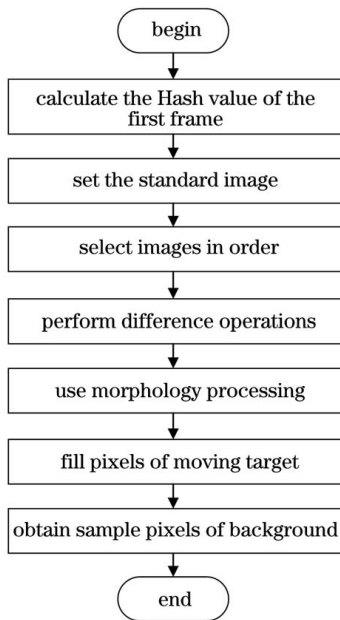 begin
calculate the Hash value of the
first frame
set the standard image
select images in order
perform difference operations
use morphology processing
fill pixels of moving target
obtain sample pixels of background
end